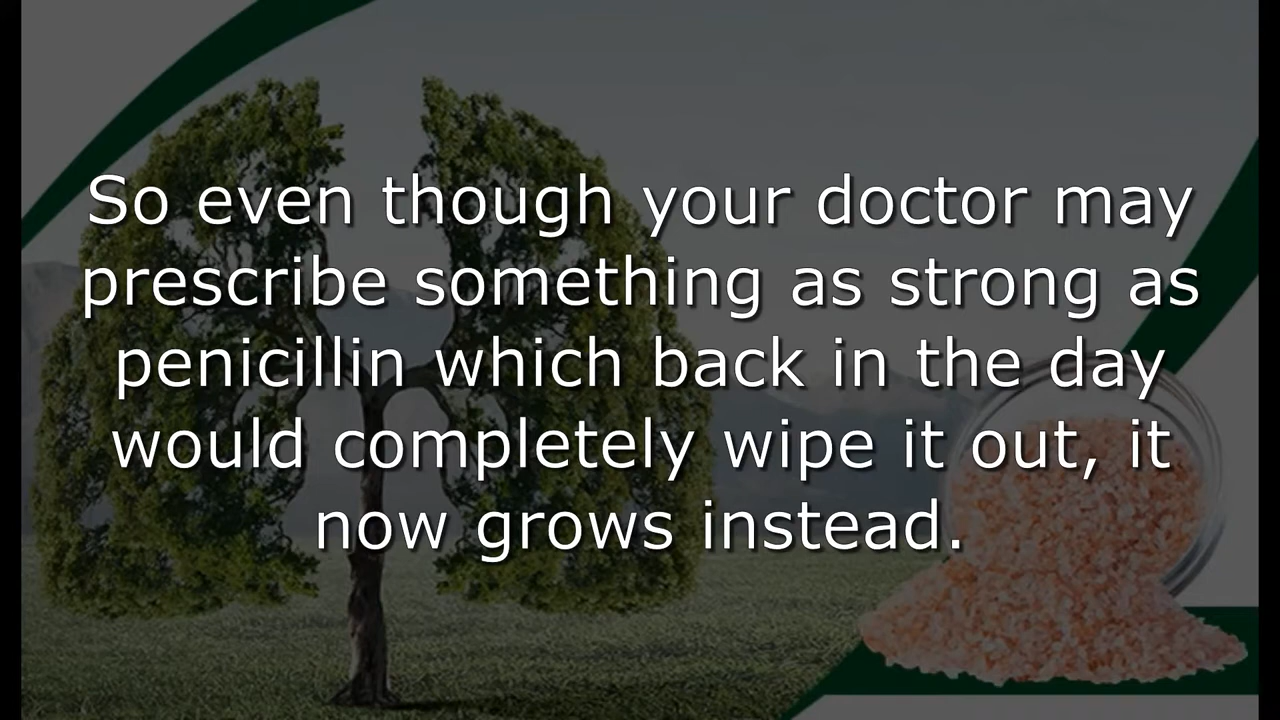 So even though your doctor may
prescribe something as strong as
penicillin which back in the day
would completely wipe it out, it
now grows instead.